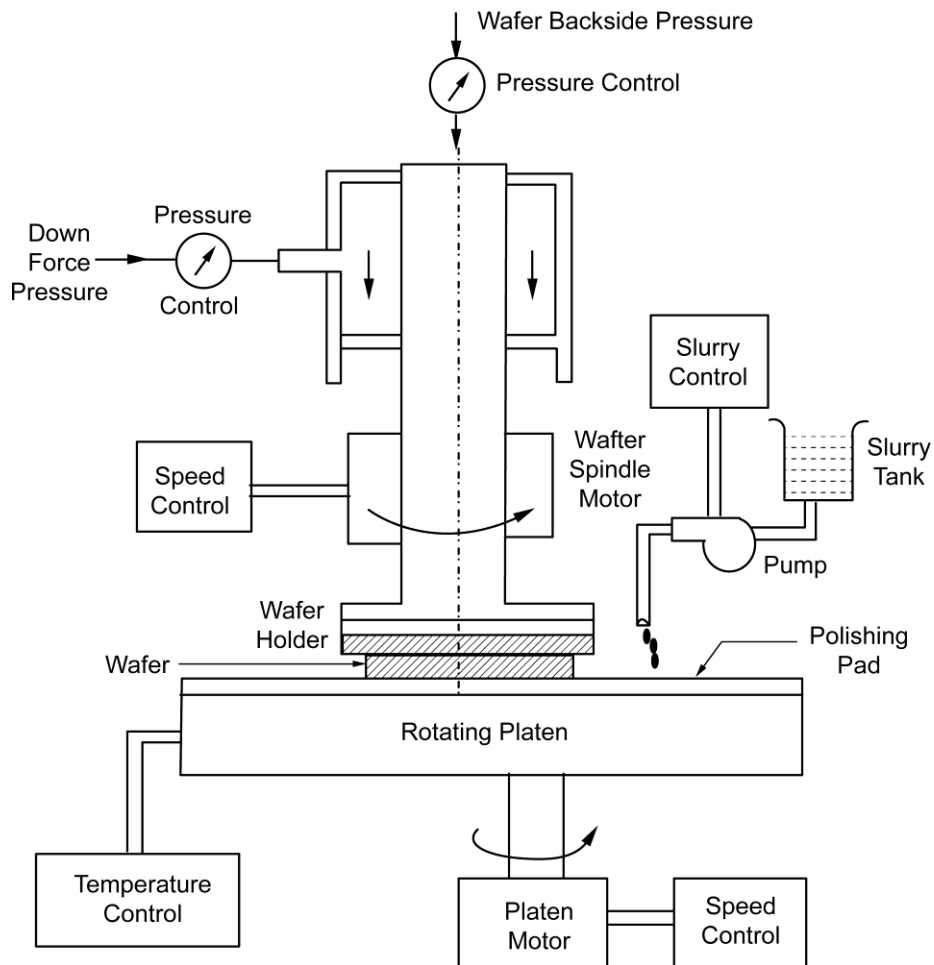 Wafer Backside Pressure
Pressure Control
Pressure
Control
Down
Force
Pressure
Slurry
Control
Slurry
Tank
Wafter
Spindle
Motor
Speed
Control
Pump
Wafer
Holder
Wafer
Polishing
Pad
Rotating Platen
Temperature
Control
Platen
Motor
Speed
Control